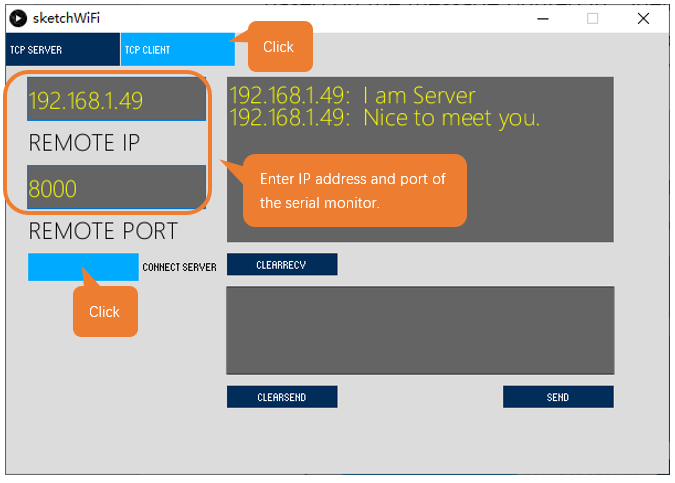 sketchWiFi
TCP SERVER
TCP CLIENT
Click
192.168.1.49
REMOTE IP
8000
REMOTE PORT
CONNECT SERVER
Click
192.168.1.49: I am Server
192.168.1.49: Nice to meet you.
Enter IP address and port of
the serial monitor.
CLEARRECV
CLEARSEND
SEND